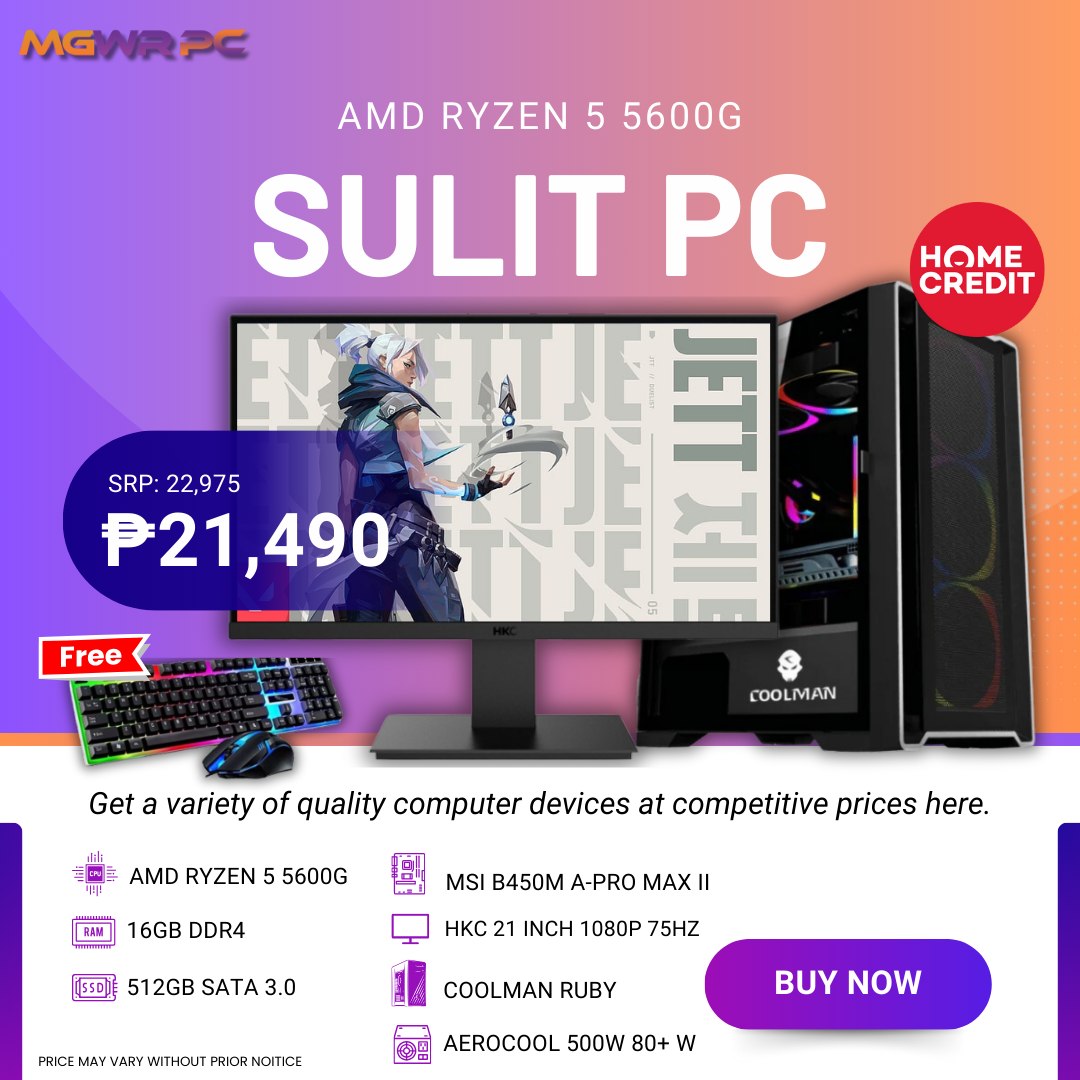 MGWR PC
AMD RYZEN 5 5600G
SULIT PC
HOME
CREDIT
JETT
SRP: 22,975
₱21,490
HKC
Free
COOLMAN
Get a variety of quality computer devices at competitive prices here.
CPU
AMD RYZEN 5 5600G
RAM
16GB DDR4
SSD
512GB SATA 3.0
MSI B450M A-PRO MAX II
HKC 21 INCH 1080P 75HZ
COOLMAN RUBY
AEROCOOL 500W 80+ W
BUY NOW
PRICE MAY VARY WITHOUT PRIOR NOITICE